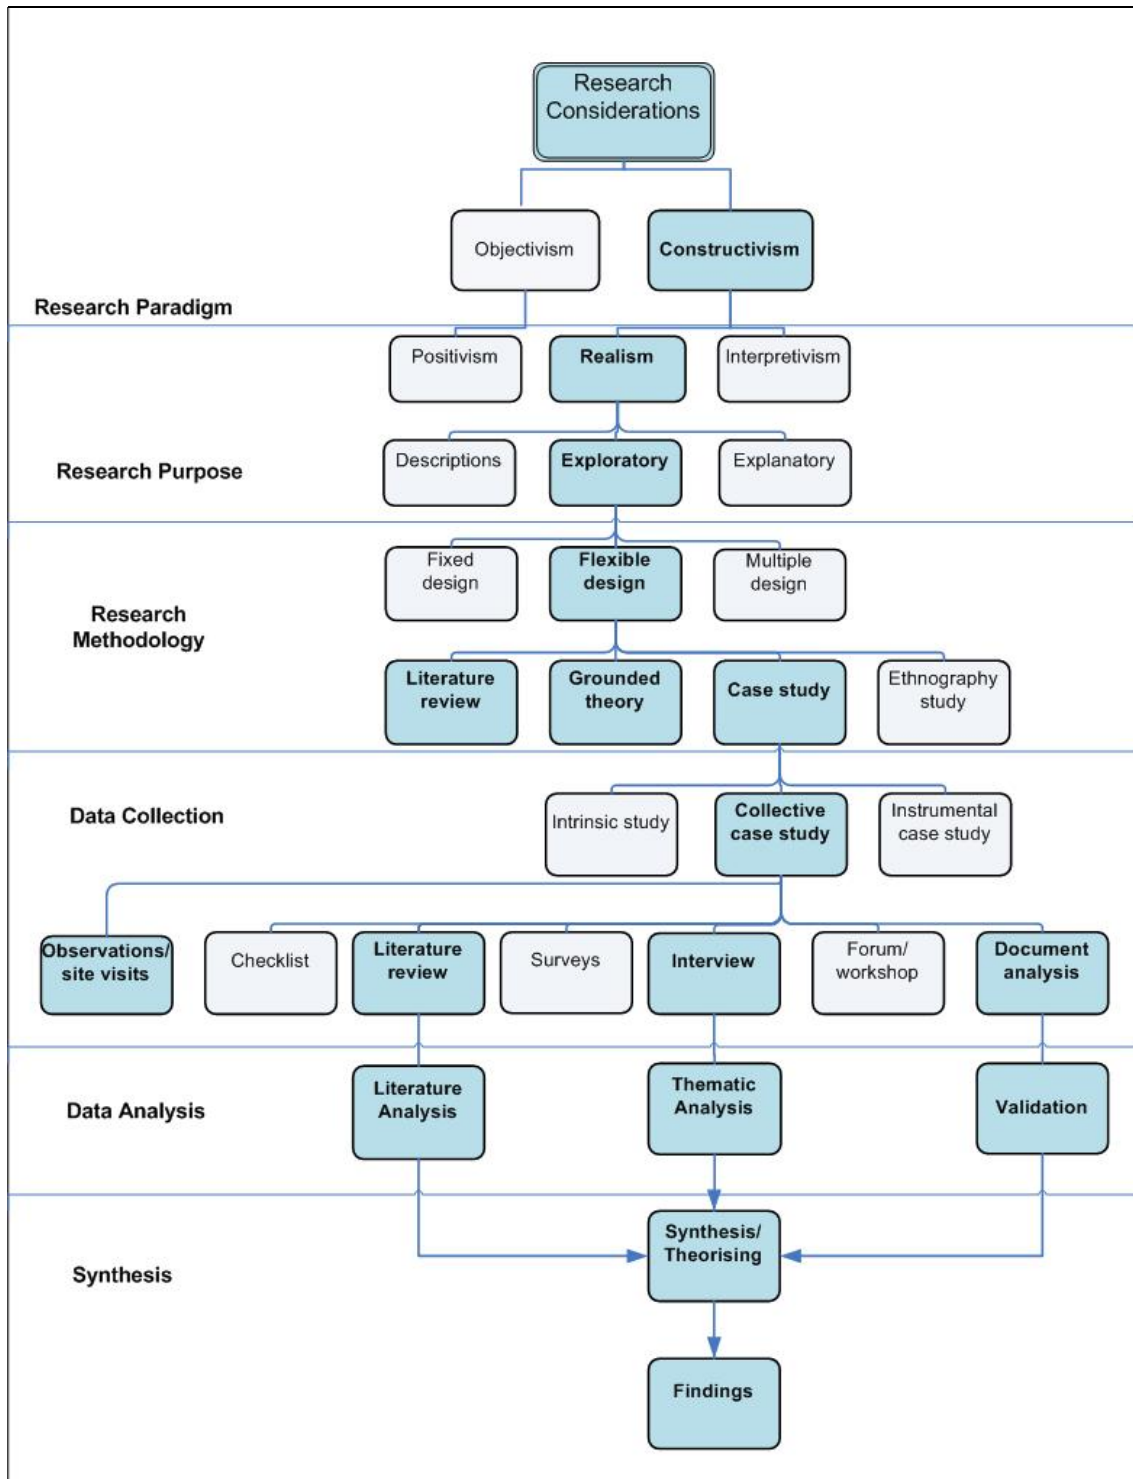 Research
Considerations
Objectivism
Constructivism
Research Paradigm
Positivism
Realism
Interpretivism
Descriptions
Exploratory
Explanatory
Research Purpose
Fixed
design
Flexible
design
Multiple
design
Research
Methodology
Literature
review
Grounded
theory
Case study
Ethnography
study
Data Collection
Intrinsic study
Collective
case study
Instrumental
case study
Observations/
site visits
Checklist
Literature
review
Surveys
Interview
Forum/
workshop
Document
analysis
Data Analysis
Literature
Analysis
Thematic
Analysis
Validation
Synthesis
Synthesis/
Theorising
Findings